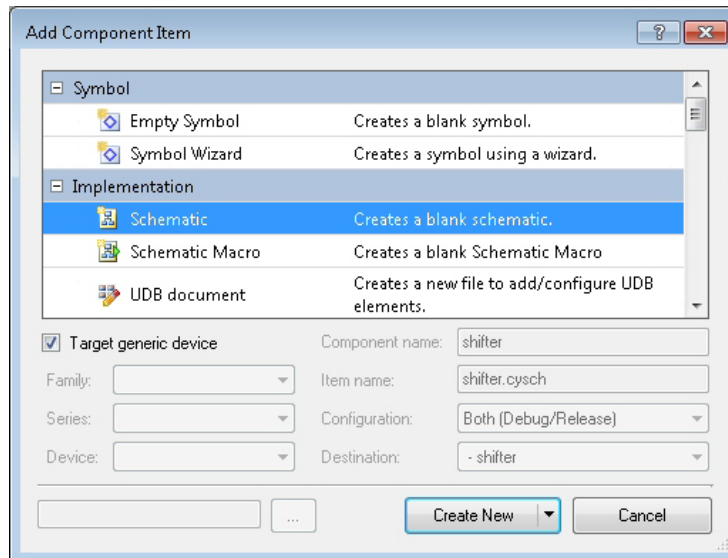 Add Component Item
Symbol
Empty Symbol Creates a blank symbol.
Symbol Wizard Creates a symbol using a wizard.
Implementation
Schematic Creates a blank schematic.
Schematic Macro Creates a blank Schematic Macro
UDB document Creates a new file to add/configure UDB
elements.
Target generic device Component name: shifter
Family: Item name: shifter.cysch
Series: Configuration: Both (Debug/Release)
Device: Destination: - shifter
... Create New Cancel